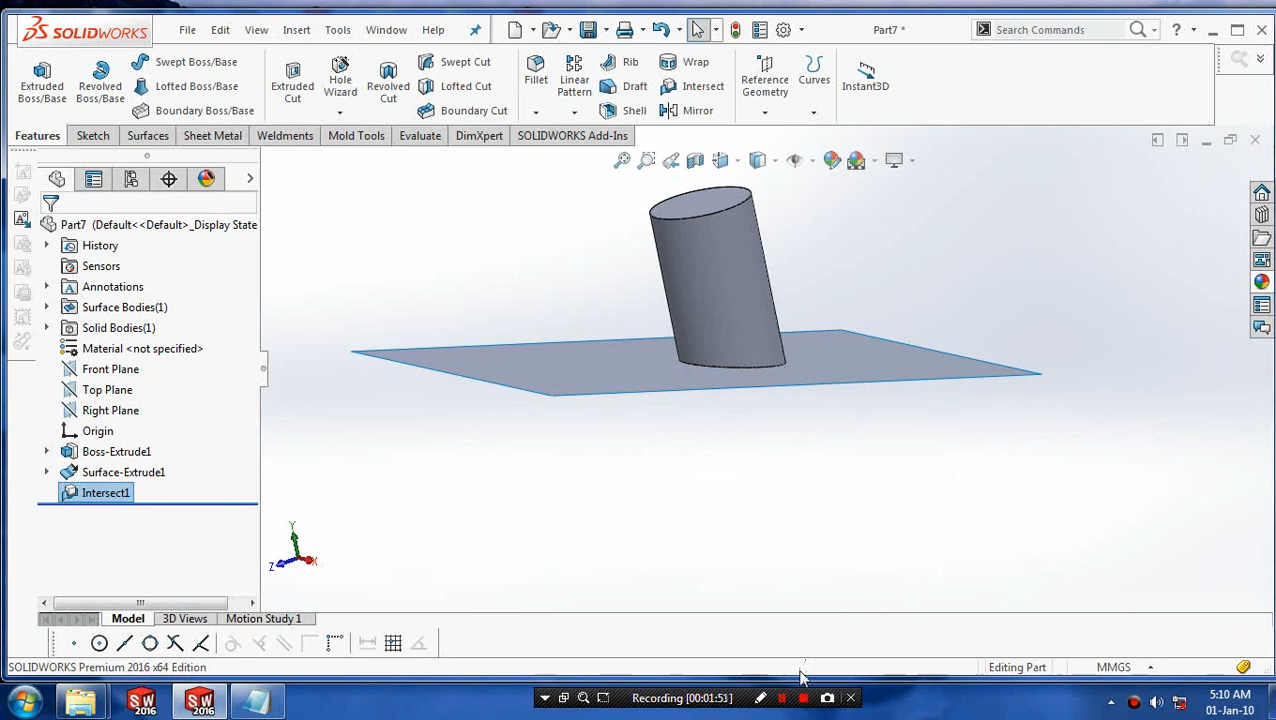 SOLIDWORKS File Edit View Insert Tools Window Help Part7 * Search Commands ?
Extruded Boss/Base
Revolved Boss/Base
Swept Boss/Base
Lofted Boss/Base
Boundary Boss/Base
Extruded Cut
Hole Wizard
Revolved Cut
Swept Cut
Lofted Cut
Boundary Cut
Fillet
Linear Pattern
Rib
Draft
Shell
Wrap
Intersect
Mirror
Reference Geometry
Curves
Instant3D
Features Sketch Surfaces Sheet Metal Weldments Mold Tools Evaluate DimXpert SOLIDWORKS Add-Ins
Part7 (Default<<Default>_Display State
History
Sensors
Annotations
Surface Bodies(1)
Solid Bodies(1)
Material <not specified>
Front Plane
Top Plane
Right Plane
Origin
Boss-Extrude1
Surface-Extrude1
Intersect1
Y
Z
X
Model 3D Views Motion Study 1
SOLIDWORKS Premium 2016 x64 Edition Editing Part MMGS
SW 2016 SW 2016 Recording [00:01:51] 5:10 AM
01-Jan-10